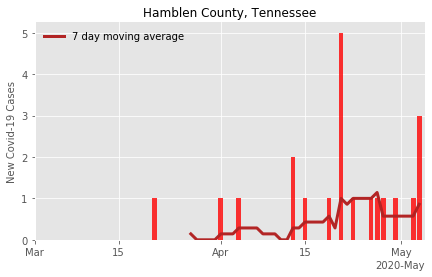 Hamblen County, Tennessee
7 day moving average
New Covid-19 Cases
5
4
3
2
1
0
Mar 15 Apr 15 May
2020-May